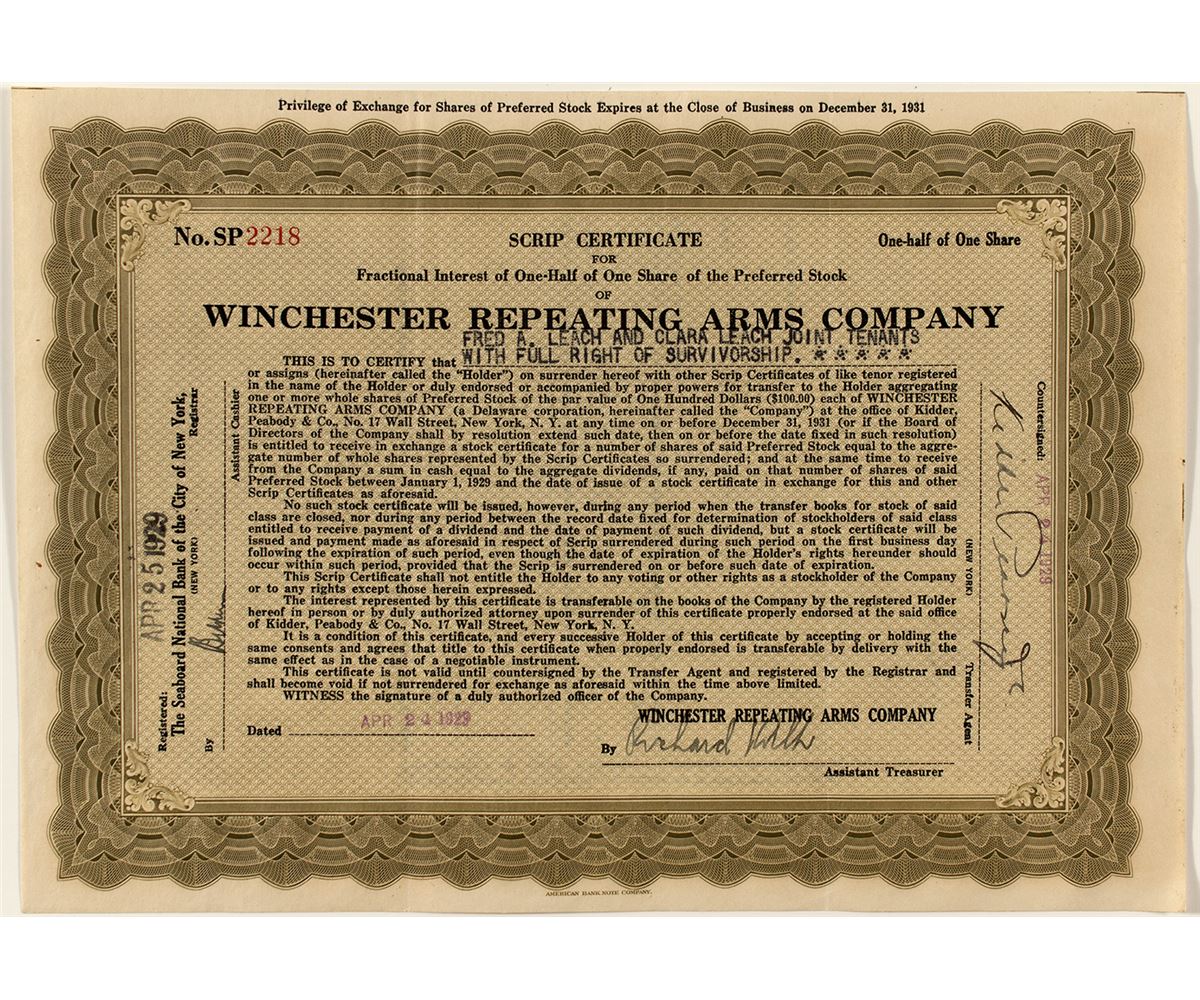 Privilege of Exchange for Shares of Preferred Stock Expires at the Close of Business on December 31, 1931
No. SP2218
SCRIP CERTIFICATE
One-half of One Share
FOR
Fractional Interest of One-Half of One Share of the Preferred Stock
OF
WINCHESTER REPEATING ARMS COMPANY
FRED A. LEACH AND CLARA LEACH JOINT TENANTS
THIS IS TO CERTIFY that WITH FULL RIGHT OF SURVIVORSHIP. * * * * *
or assigns (hereinafter called the "Holder") on surrender hereof with other Scrip Certificates of like tenor registered
in the name of the Holder or duly endorsed or accompanied by proper powers for transfer to the Holder aggregating
one or more whole shares of Preferred Stock of the par value of One Hundred Dollars ($100.00) each of WINCHESTER
REPEATING ARMS COMPANY (a Delaware corporation, hereinafter called the "Company") at the office of Kidder,
Peabody & Co., No. 17 Wall Street, New York, N. Y. at any time on or before December 31, 1931 (or if the Board of
Directors of the Company shall by resolution extend such date, then on or before the date fixed in such resolution)
is entitled to receive in exchange a stock certificate for a number of shares of said Preferred Stock equal to the aggre-
gate number of whole shares represented by the Scrip Certificates so surrendered; and at the same time to receive
from the Company a sum in cash equal to the aggregate dividends, if any, paid on that number of shares of said
Preferred Stock between January 1, 1929 and the date of issue of a stock certificate in exchange for this and other
Scrip Certificates as aforesaid.
No such stock certificate will be issued, however, during any period when the transfer books for stock of said
class are closed, nor during any period between the record date fixed for determination of stockholders of said class
entitled to receive payment of a dividend and the date of payment of such dividend, but a stock certificate will be
issued and payment made as aforesaid in respect of Scrip surrendered during such period on the first business day
following the expiration of such period, even though the date of expiration of the Holder's rights hereunder should
occur within such period, provided that the Scrip is surrendered on or before such date of expiration.
This Scrip Certificate shall not entitle the Holder to any voting or other rights as a stockholder of the Company
or to any rights except those herein expressed.
The interest represented by this certificate is transferable on the books of the Company by the registered Holder
hereof in person or by duly authorized attorney upon surrender of this certificate properly endorsed at the said office
of Kidder, Peabody & Co., No. 17 Wall Street, New York, N. Y.
It is a condition of this certificate, and every successive Holder of this certificate by accepting or holding the
same consents and agrees that title to this certificate when properly endorsed is transferable by delivery with the
same effect as in the case of a negotiable instrument.
This certificate is not valid until countersigned by the Transfer Agent and registered by the Registrar and
shall become void if not surrendered for exchange as aforesaid within the time above limited.
WITNESS the signature of a duly authorized officer of the Company.
Dated APR 24 1929
WINCHESTER REPEATING ARMS COMPANY
By Richard
Assistant Treasurer
Registered: APR 25 1929
The Seaboard National Bank of the City of New York,
(NEW YORK) Registrar
By
Assistant Cashier
Countersigned: APR 24 1929
Kidder Peabody & Co
(NEW YORK) Transfer Agent
AMERICAN BANK NOTE COMPANY.